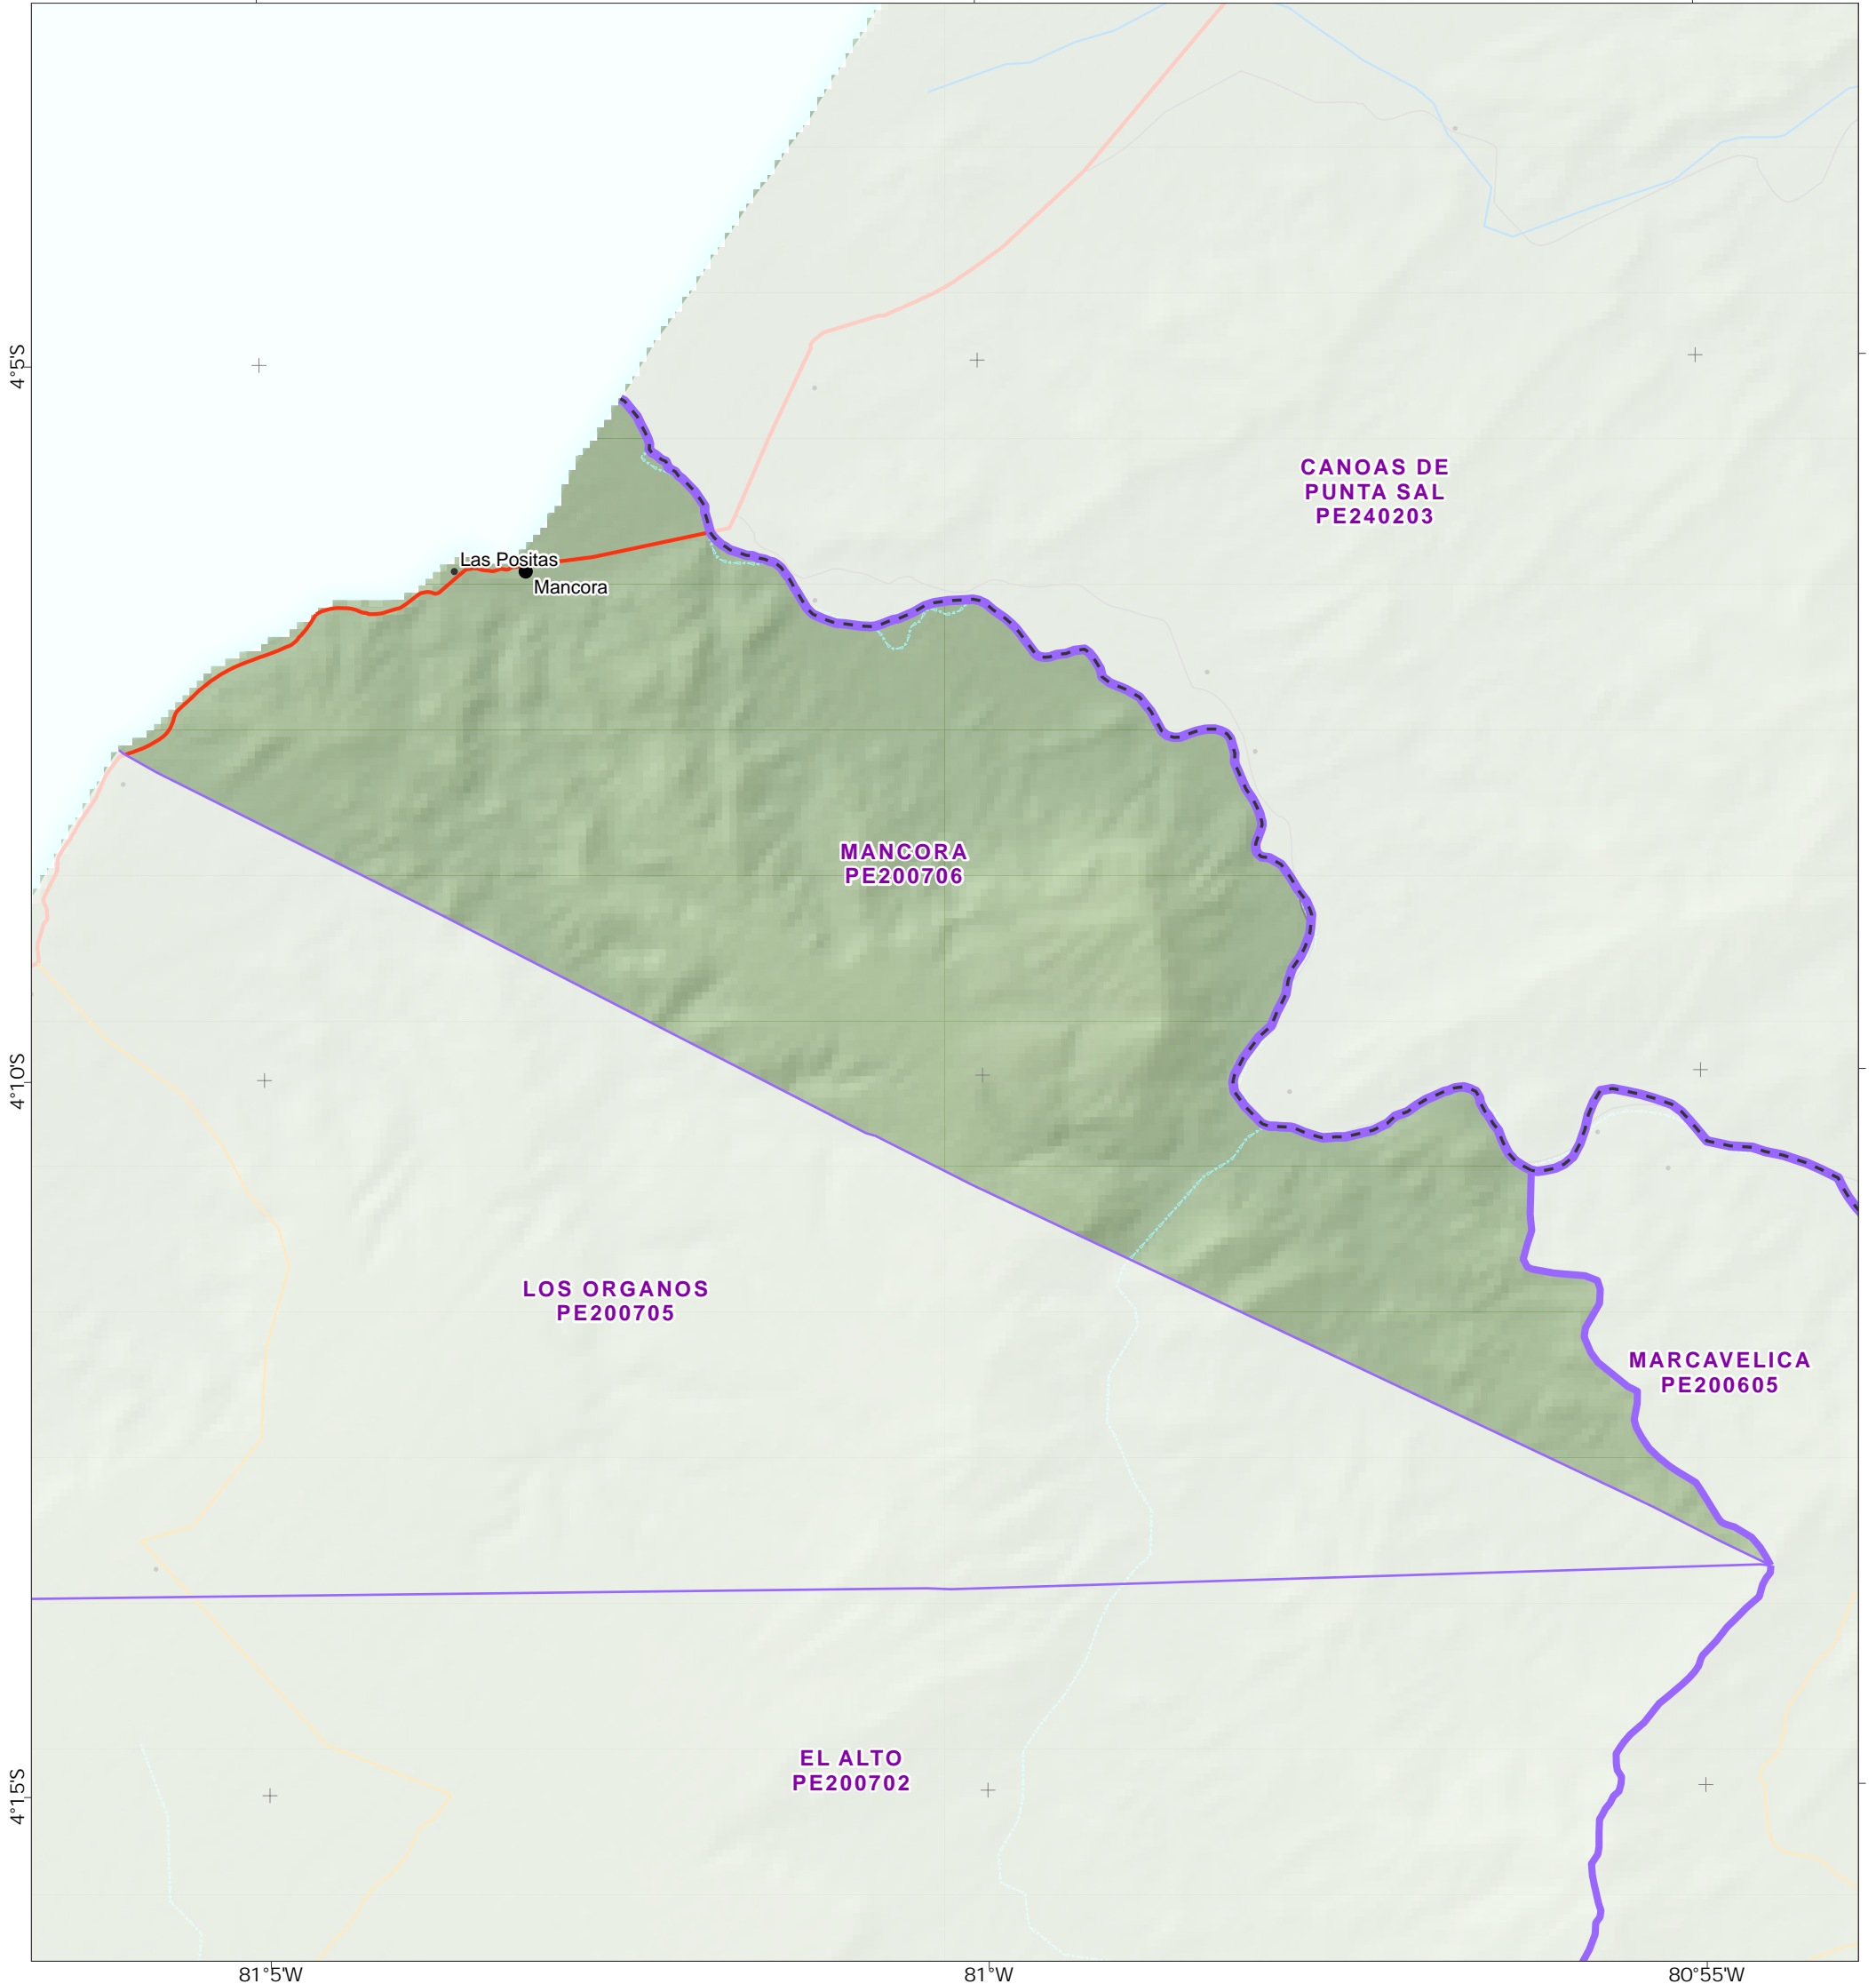 4°5'S
CANOAS DE
PUNTA SAL
PE240203
Las Positas
Mancora
MANCORA
PE200706
4°10'S
LOS ORGANOS
PE200705
MARCAVELICA
PE200605
EL ALTO
PE200702
4°15'S
81°5'W
81°W
80°55'W